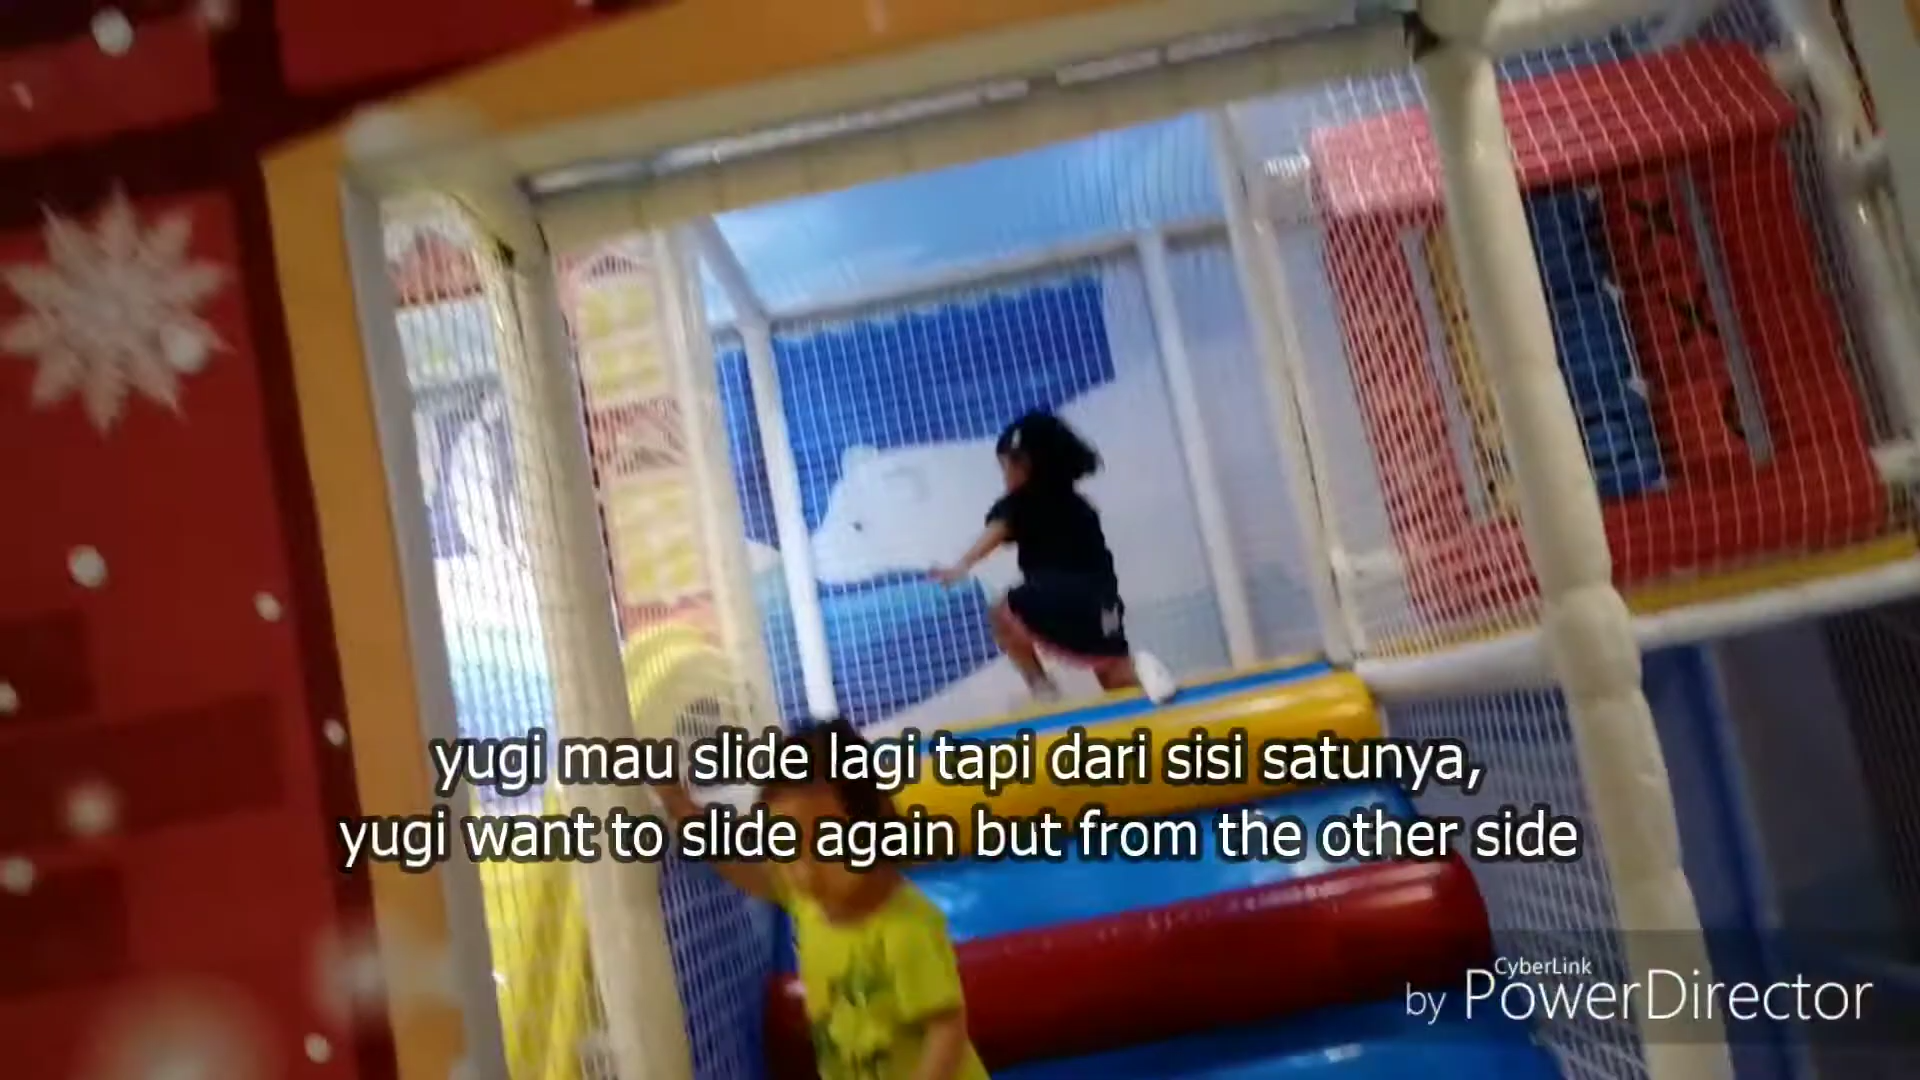 yugi mau slide lagi tapi dari sisi satunya,
yugi want to slide again but from the other side
CyberLink
by PowerDirector